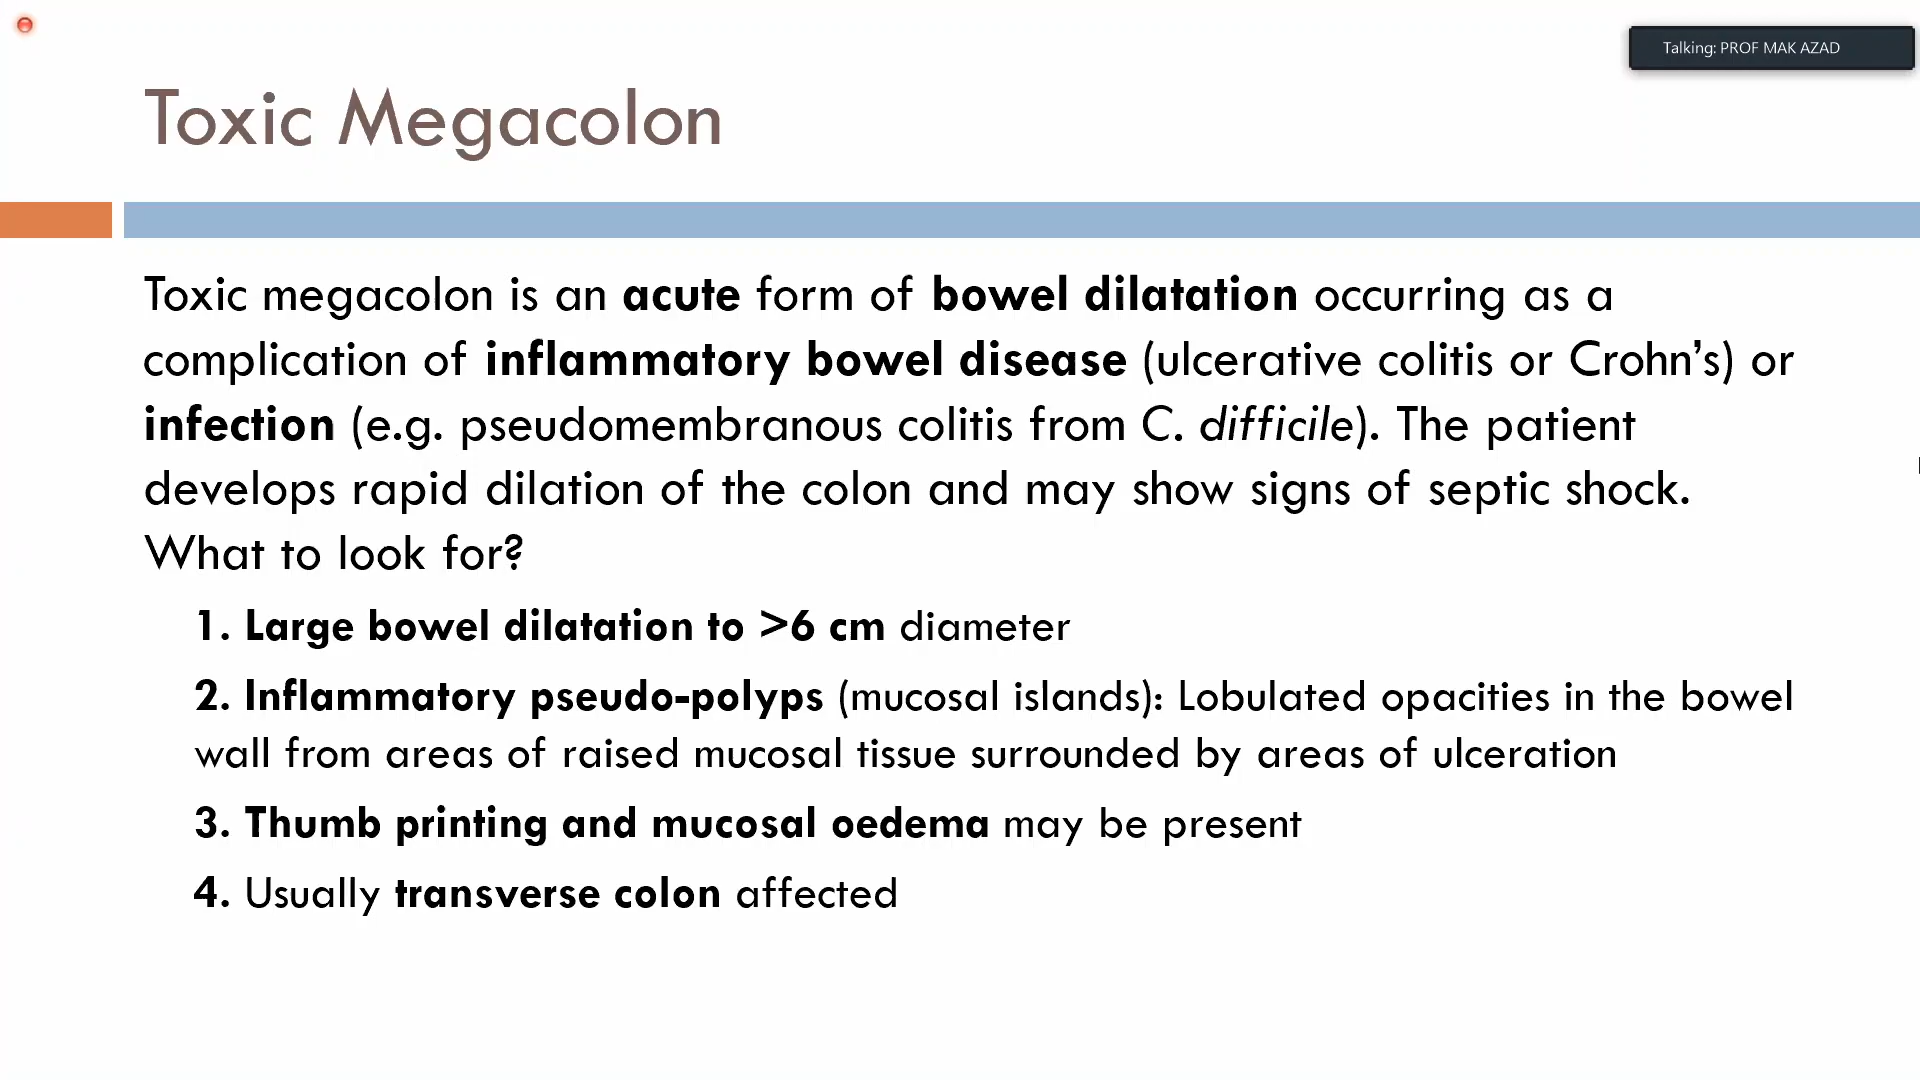 Talking: PROF MAK AZAD
Toxic Megacolon
Toxic megacolon is an acute form of bowel dilatation occurring as a
complication of inflammatory bowel disease (ulcerative colitis or Crohn’s) or
infection (e.g. pseudomembranous colitis from C. difficile). The patient
develops rapid dilation of the colon and may show signs of septic shock.
What to look for?
1. Large bowel dilatation to >6 cm diameter
2. Inflammatory pseudo-polyps (mucosal islands): Lobulated opacities in the bowel
wall from areas of raised mucosal tissue surrounded by areas of ulceration
3. Thumb printing and mucosal oedema may be present
4. Usually transverse colon affected